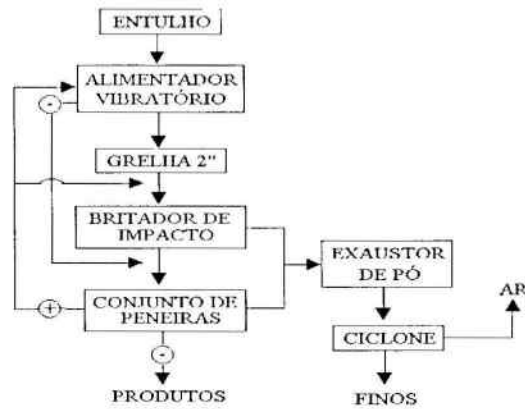 ENTULHO
ALIMENTADOR
VIBRATÓRIO
-
GRELHA 2"
BRITADOR DE
IMPACTO
EXAUSTOR
DE PÓ
AR
+
CONJUNTO DE
PENEIRAS
-
CICLONE
PRODUTOS
FINOS